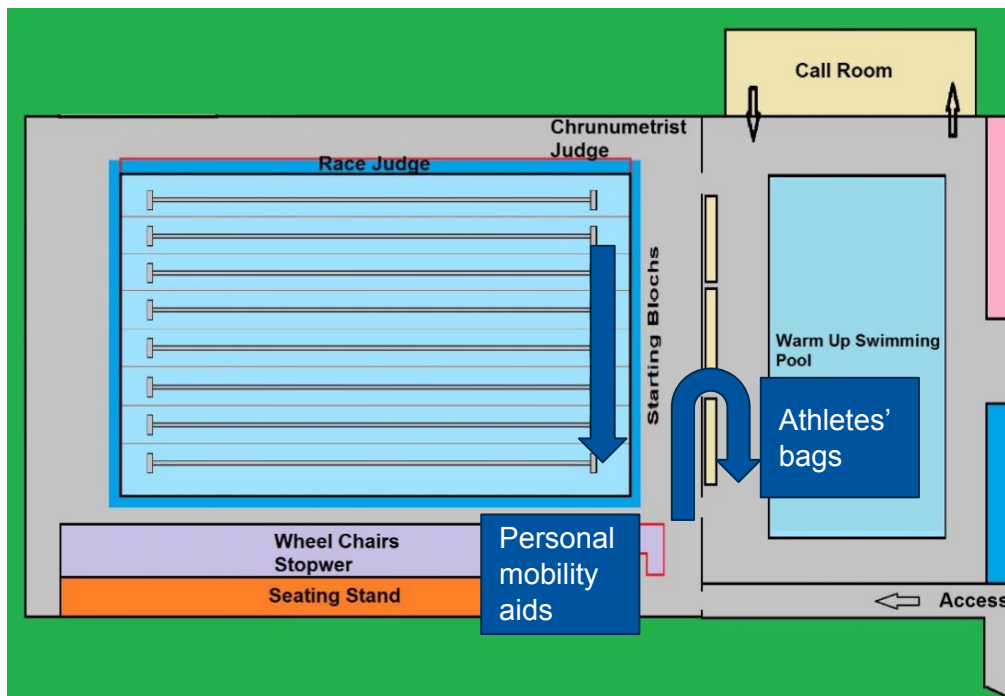 Call Room
Chrunumetrist
Judge
Race Judge
Starting Blochs
Warm Up Swimming
Pool
Athletes’
bags
Personal
mobility
aids
Wheel Chairs
Stopwer
Seating Stand
Access